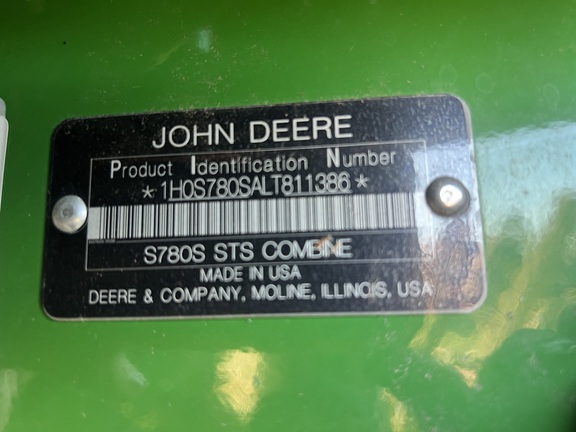 JOHN DEERE
Product Identification Number
*1H0S780SALT811386*
S780S STS COMBINE
MADE IN USA
DEERE & COMPANY, MOLINE, ILLINOIS, USA